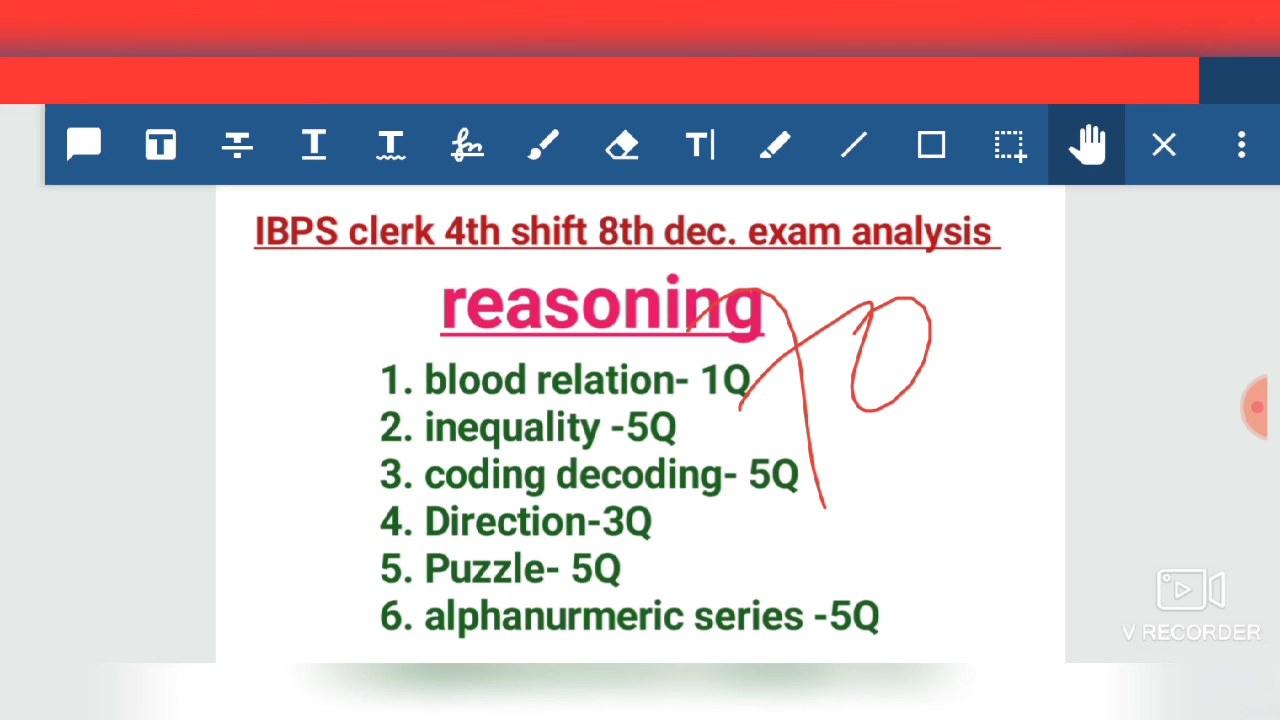 IBPS clerk 4th shift 8th dec. exam analysis
reasoning
1. blood relation- 1Q
2. inequality -5Q
3. coding decoding- 5Q
4. Direction-3Q
5. Puzzle- 5Q
6. alphanurmeric series -5Q
V RECORDER